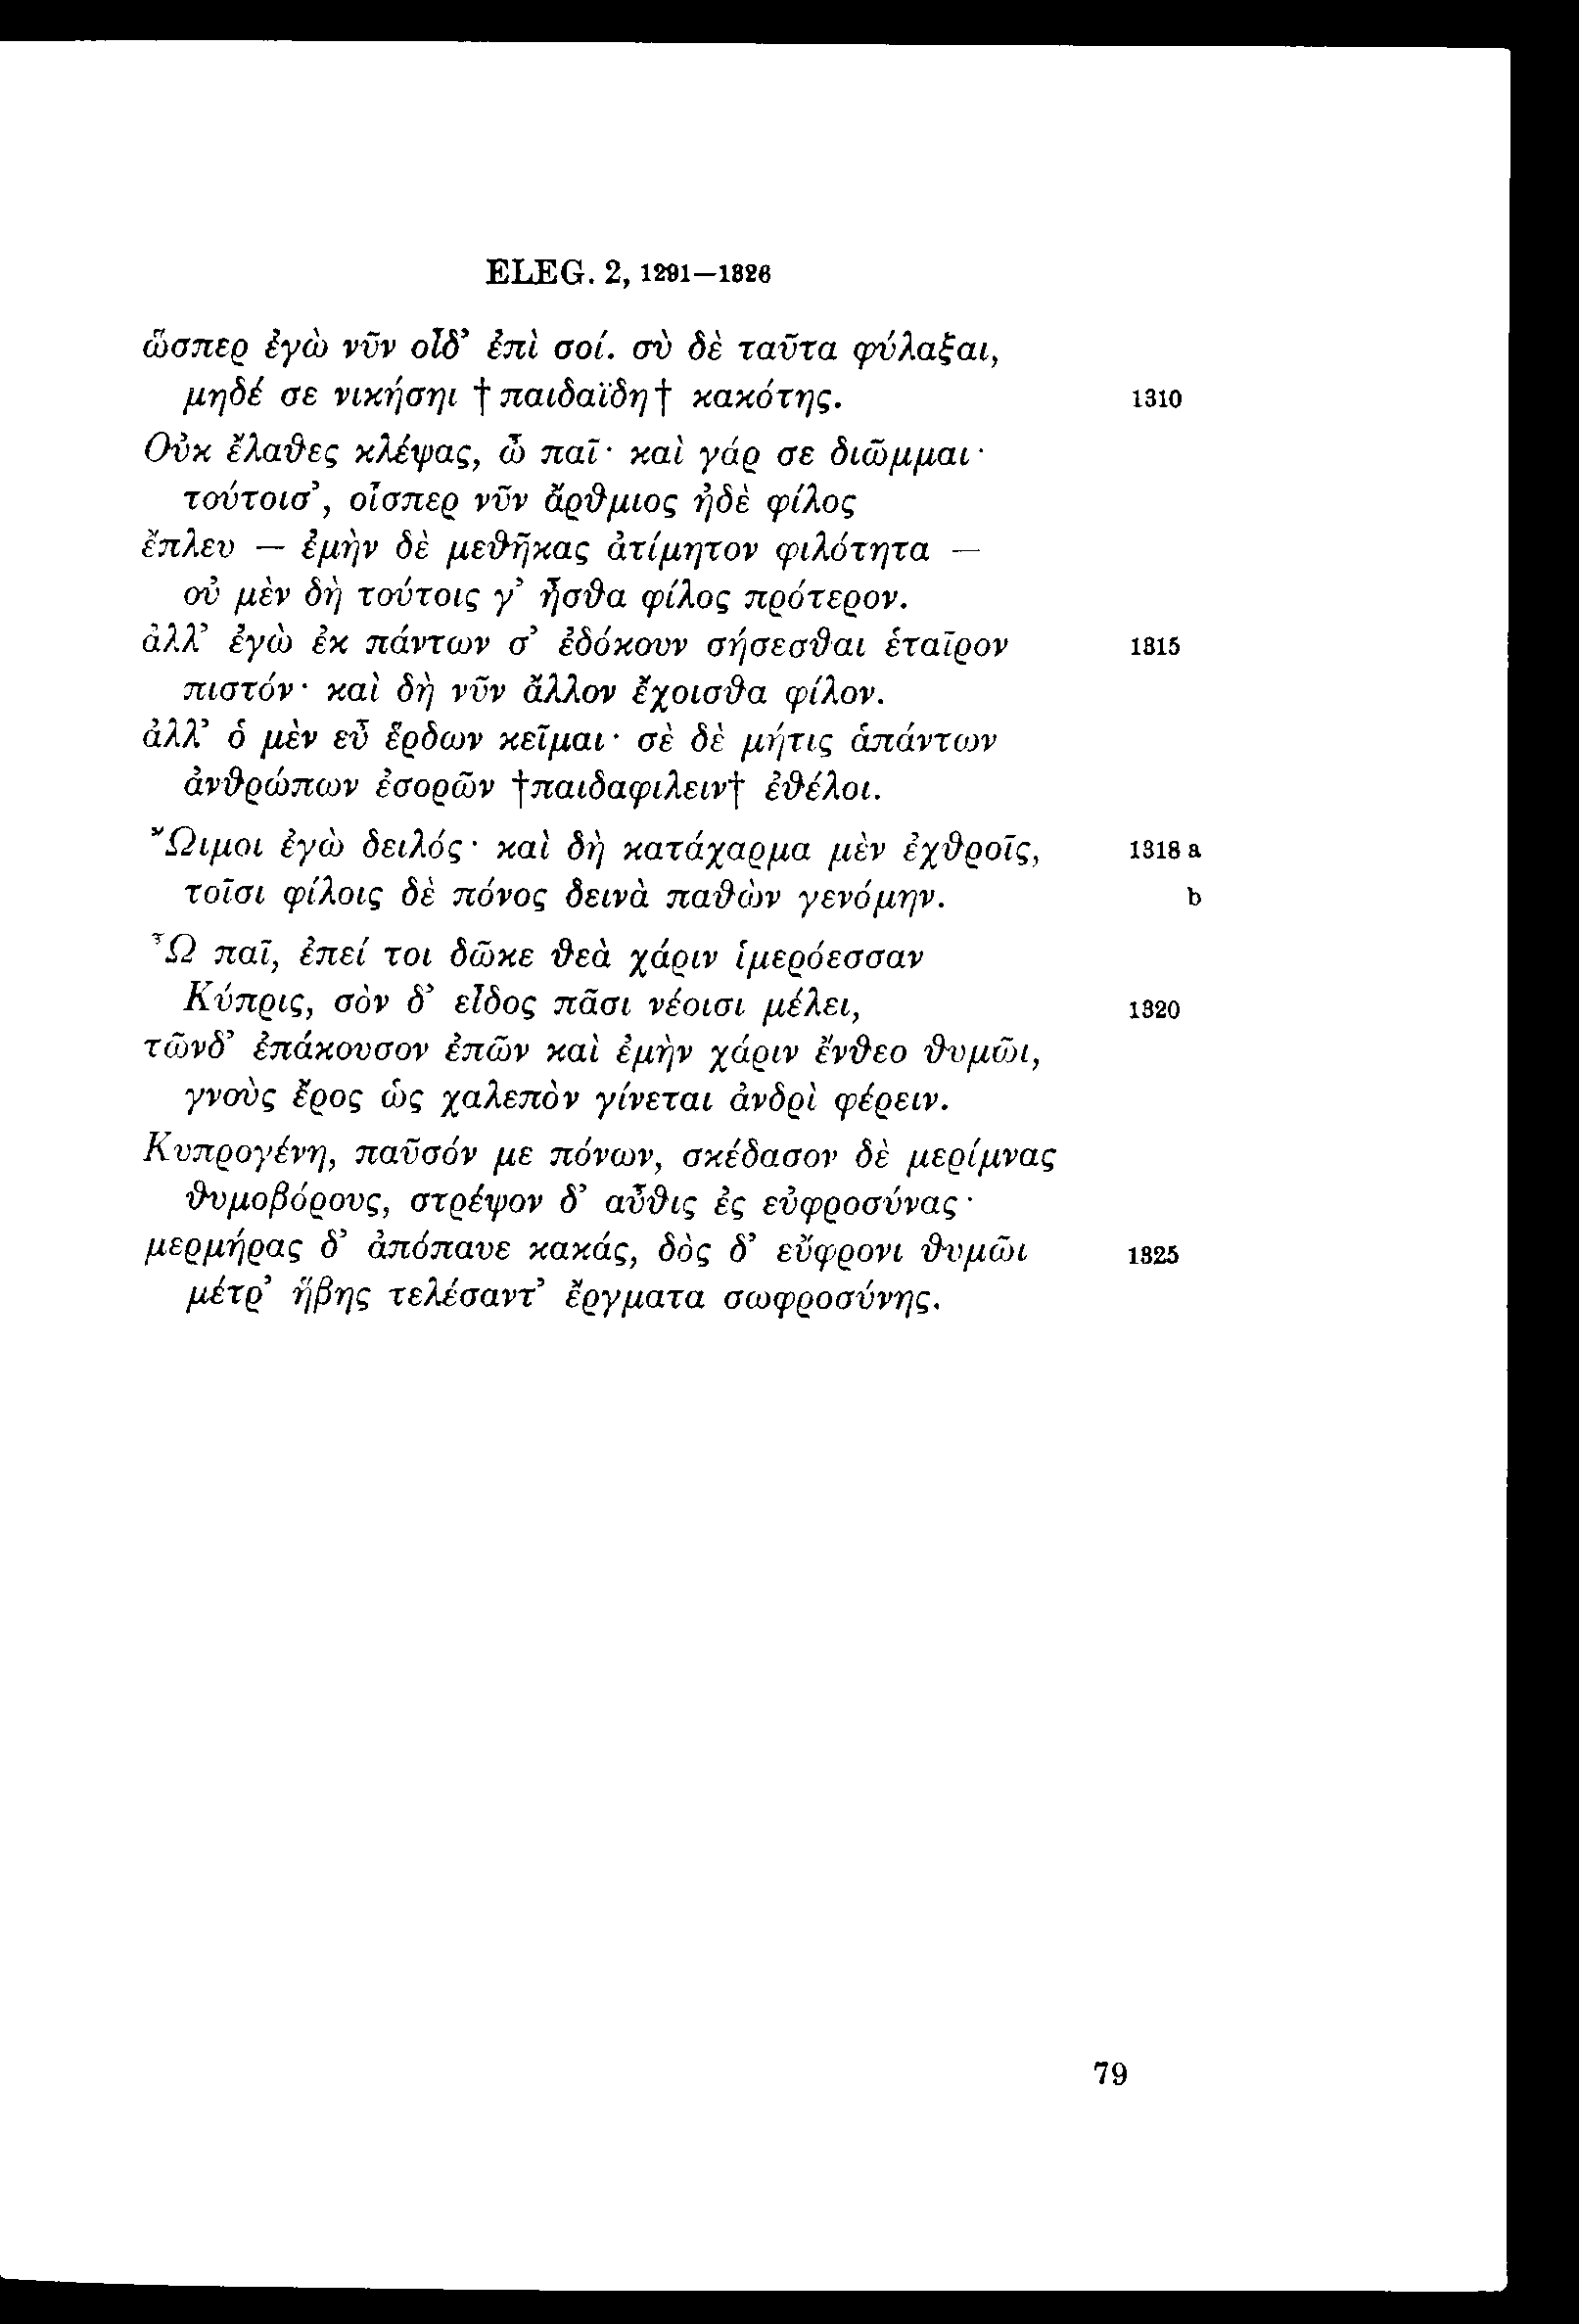 ELEG. 2, 1291—1326
ὥσπερ ἐγὼ νῦν οἶδ’ ἐπὶ σοί. σὺ δὲ ταῦτα φύλαξαι,
μηδέ σε νικήσηι † παιδαϊδη † κακότης. 1310
Οὐκ ἔλαθες κλέψας, ὦ παῖ· καὶ γάρ σε διῶμμαι·
τούτοισ’, οἷσπερ νῦν ἄρθμιος ἠδὲ φίλος
ἔπλευ — ἐμὴν δὲ μεθῆκας ἀτίμητον φιλότητα —
οὐ μὲν δὴ τούτοις γ’ ἦσθα φίλος πρότερον.
ἀλλ’ ἐγὼ ἐκ πάντων σ’ ἐδόκουν σήσεσθαι ἑταῖρον 1315
πιστόν· καὶ δὴ νῦν ἄλλον ἔχοισθα φίλον.
ἀλλ’ ὁ μὲν εὖ ἔρδων κεῖμαι· σὲ δὲ μήτις ἁπάντων
ἀνθρώπων ἐσορῶν †παιδαφιλειν† ἐθέλοι.
Ὤιμοι ἐγὼ δειλός· καὶ δὴ κατάχαρμα μὲν ἐχθροῖς, 1318 a
τοῖσι φίλοις δὲ πόνος δεινὰ παθὼν γενόμην. b
Ὦ παῖ, ἐπεί τοι δῶκε θεὰ χάριν ἱμερόεσσαν
Κύπρις, σὸν δ’ εἶδος πᾶσι νέοισι μέλει, 1320
τῶνδ’ ἐπάκουσον ἐπῶν καὶ ἐμὴν χάριν ἔνθεο θυμῶι,
γνοὺς ἔρος ὡς χαλεπὸν γίνεται ἀνδρὶ φέρειν.
Κυπρογένη, παῦσόν με πόνων, σκέδασον δὲ μερίμνας
θυμοβόρους, στρέψον δ’ αὖθις ἐς εὐφροσύνας·
μερμήρας δ’ ἀπόπαυε κακάς, δὸς δ’ εὔφρονι θυμῶι 1325
μέτρ’ ἥβης τελέσαντ’ ἔργματα σωφροσύνης.
79